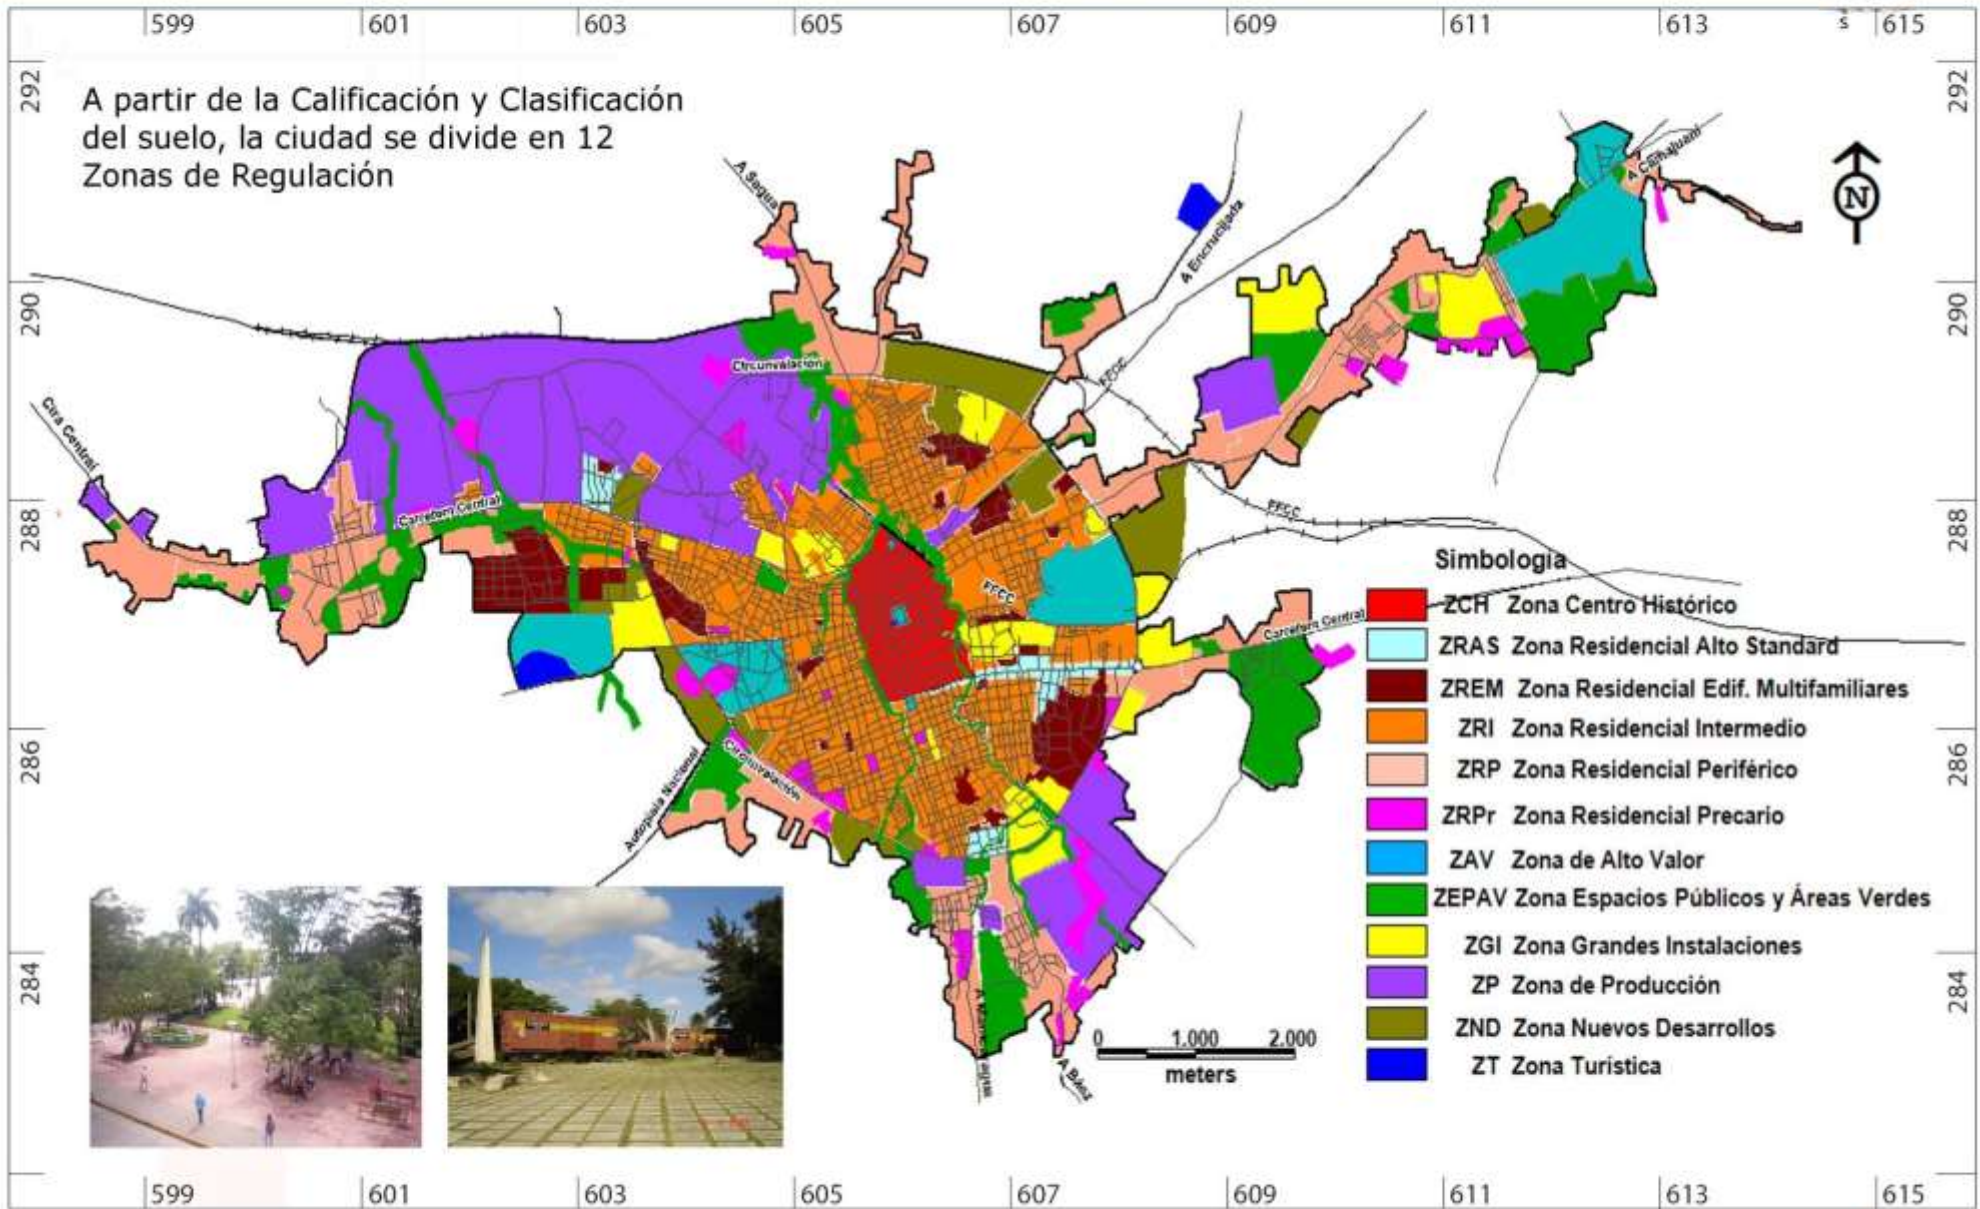 599 601 603 605 607 609 611 613 615
S
292 292
A partir de la Calificación y Clasificación
del suelo, la ciudad se divide en 12
Zonas de Regulación
A Sagua
A Camajuaní
N
A Encrucijada
290 290
Circunvalación
FFCC
Ctra Central
Carretera Central
288 288
FFCC
FFCC
Carretera Central
286 286
Circunvalación
Autopista Nacional
284 284
A Báez
0 1.000 2.000
meters
Simbología
ZCH Zona Centro Histórico
ZRAS Zona Residencial Alto Standard
ZREM Zona Residencial Edif. Multifamiliares
ZRI Zona Residencial Intermedio
ZRP Zona Residencial Periférico
ZRPr Zona Residencial Precario
ZAV Zona de Alto Valor
ZEPAV Zona Espacios Públicos y Áreas Verdes
ZGI Zona Grandes Instalaciones
ZP Zona de Producción
ZND Zona Nuevos Desarrollos
ZT Zona Turística
599 601 603 605 607 609 611 613 615